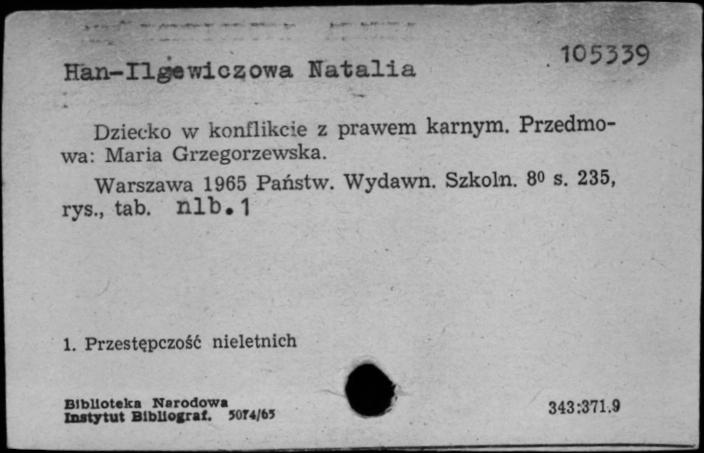 105339
Han-Ilgewiczowa Natalia
Dziecko w konflikcie z prawem karnym. Przedmo-
wa: Maria Grzegorzewska.
Warszawa 1965 Państw. Wydawn. Szkoln. 8⁰ s. 235,
rys., tab. nlb.1
1. Przestępczość nieletnich
Biblioteka Narodowa
Instytut Bibliograf. 5074/65
343:371.9